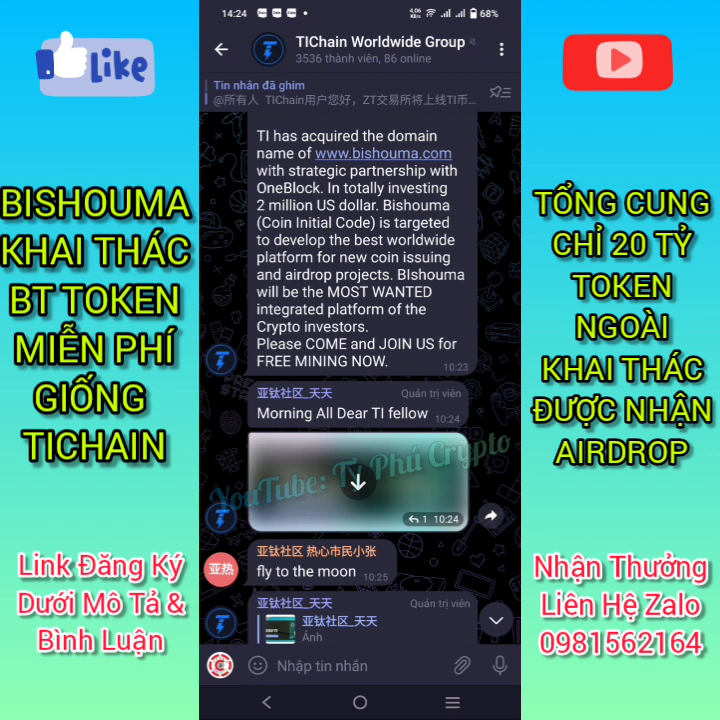 Like
BISHOUMA
KHAI THÁC
BT TOKEN
MIỄN PHÍ
GIỐNG
TICHAIN
Link Đăng Ký
Dưới Mô Tả &
Bình Luận
14:24
4,06
KB/s
68%
TIChain Worldwide Group
3536 thành viên, 86 online
Tin nhắn đã ghim
@所有人 TIChain用户您好，ZT交易所将上线TI币...
TI has acquired the domain
name of www.bishouma.com
with strategic partnership with
OneBlock. In totally investing
2 million US dollar. Bishouma
(Coin Initial Code) is targeted
to develop the best worldwide
platform for new coin issuing
and airdrop projects. BIshouma
will be the MOST WANTED
integrated platform of the
Crypto investors.
Please COME and JOIN US for
FREE MINING NOW.
10:23
亚钛社区_天天 Quản trị viên
Morning All Dear TI fellow 10:24
YouTube: Tỷ Phú Crypto
1 10:24
亚热
亚钛社区 热心市民小张
fly to the moon 10:25
亚钛社区_天天 Quản trị viên
亚钛社区_天天
Ảnh
Nhập tin nhắn
TỔNG CUNG
CHỈ 20 TỶ
TOKEN
NGOÀI
KHAI THÁC
ĐƯỢC NHẬN
AIRDROP
Nhận Thưởng
Liên Hệ Zalo
0981562164